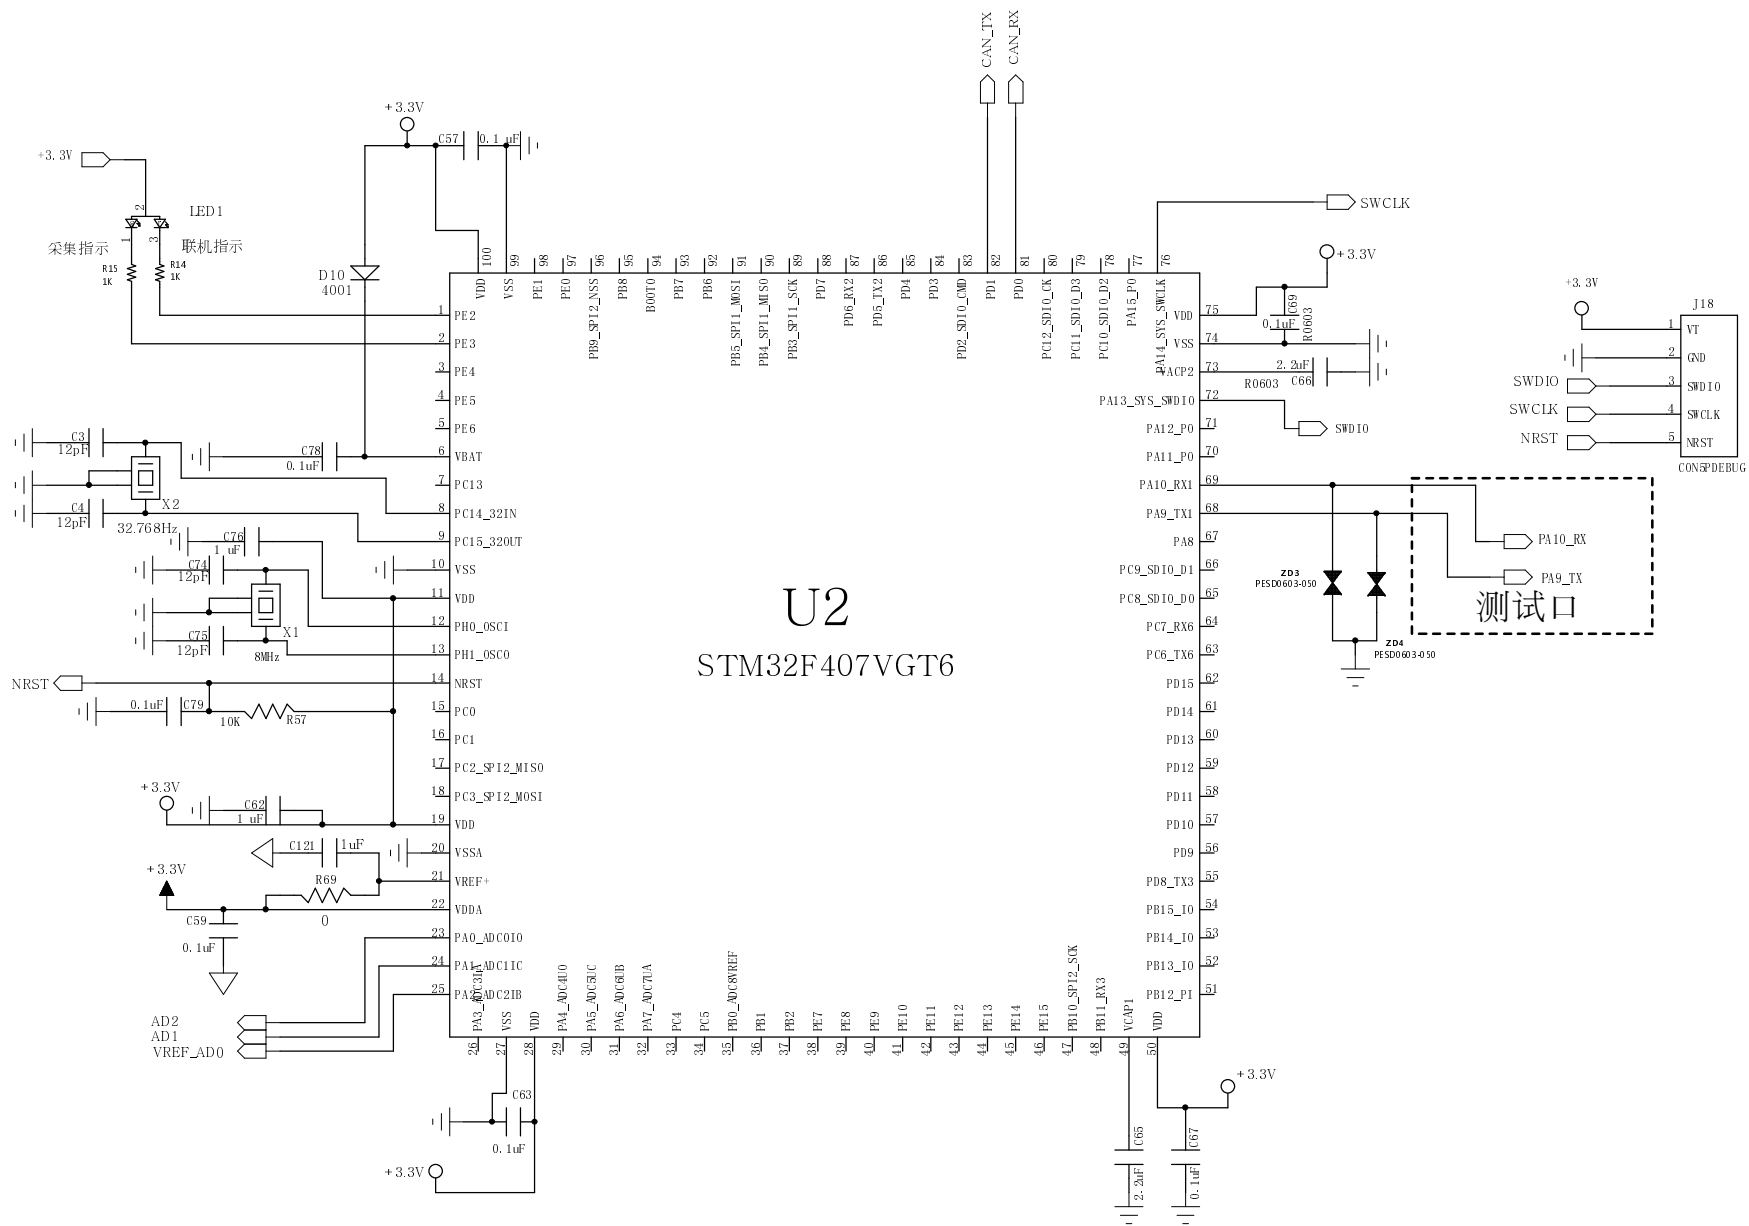 CAN_TX
CAN_RX
+3.3V
C57
0.1 uF
+3.3V
2
LED1
1
3
采集指示
联机指示
R15
1K
R14
1K
D10
4001
SWCLK
+3.3V
C69
0.1uF
R0603
2.2uF
R0603
C66
SWDIO
+3.3V
J18
1
VT
2
GND
SWDIO
3
SWDIO
SWCLK
4
SWCLK
NRST
5
NRST
CON5PDEBUG
100
99
98
97
96
95
94
93
92
91
90
89
88
87
86
85
84
83
82
81
80
79
78
77
76
VDD
VSS
PE1
PE0
PB9_SPI2_NSS
PB8
BOOT0
PB7
PB6
PB5_SPI1_MOSI
PB4_SPI1_MISO
PB3_SPI1_SCK
PD7
PD6_RX2
PD5_TX2
PD4
PD3
PD2_SDIO_CMD
PD1
PD0
PC12_SDIO_CK
PC11_SDIO_D3
PC10_SDIO_D2
PA15_PO
PA14_SYS_SWCLK
1 PE2
2 PE3
3 PE4
4 PE5
5 PE6
6 VBAT
7 PC13
8 PC14_32IN
9 PC15_32OUT
10 VSS
11 VDD
12 PH0_OSCI
13 PH1_OSCO
14 NRST
15 PC0
16 PC1
17 PC2_SPI2_MISO
18 PC3_SPI2_MOSI
19 VDD
20 VSSA
21 VREF+
22 VDDA
23 PA0_ADC0IO
24 PA1_ADC1IC
25 PA2_ADC2IB
VDD 75
VSS 74
VACP2 73
PA13_SYS_SWDIO 72
PA12_PO 71
PA11_PO 70
PA10_RX1 69
PA9_TX1 68
PA8 67
PC9_SDIO_D1 66
PC8_SDIO_D0 65
PC7_RX6 64
PC6_TX6 63
PD15 62
PD14 61
PD13 60
PD12 59
PD11 58
PD10 57
PD9 56
PD8_TX3 55
PB15_IO 54
PB14_IO 53
PB13_IO 52
PB12_PI 51
C78
0.1uF
C3
12pF
C4
12pF
X2
32.768Hz
C76
1 uF
C74
12pF
C75
12pF
X1
8MHz
NRST
0.1uF
C79
10K
R57
+3.3V
C62
1 uF
C121
1uF
+3.3V
R69
0
C59
0.1uF
AD2
AD1
VREF_AD0
U2
STM32F407VGT6
PA10_RX
PA9_TX
测试口
ZD3
PESD0603-050
ZD4
PESD0603-050
PA3_ADC3IA
VSS
VDD
PA4_ADC4UO
PA5_ADC5UC
PA6_ADC6UB
PA7_ADC7UA
PC4
PC5
PB0_ADC8VREF
PB1
PB2
PE7
PE8
PE9
PE10
PE11
PE12
PE13
PE14
PE15
PB10_SPI2_SCK
PB11_RX3
VCAP1
VDD
26
27
28
29
30
31
32
33
34
35
36
37
38
39
40
41
42
43
44
45
46
47
48
49
50
C63
0.1uF
+3.3V
+3.3V
C65
2.2uF
C67
0.1uF